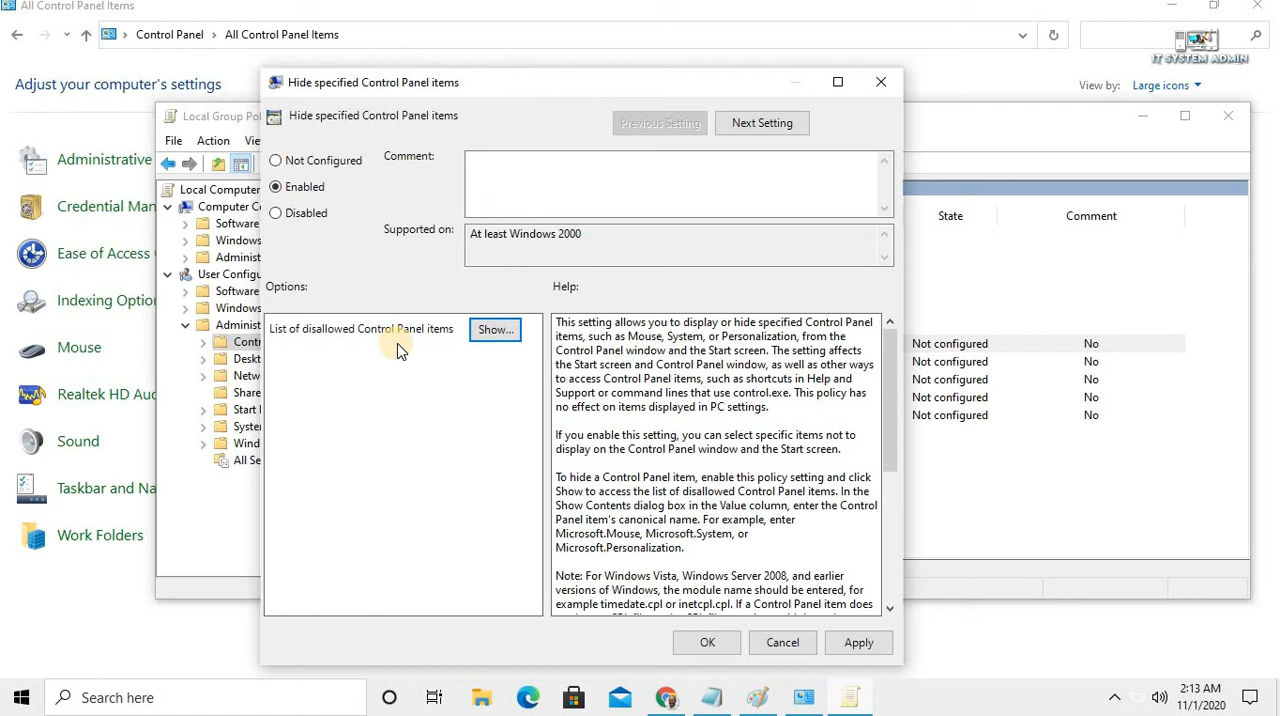 All Control Panel Items
Control Panel > All Control Panel Items
IT SYSTEM ADMIN
Adjust your computer's settings
View by: Large icons
Administrative
Credential Man
Ease of Access
Indexing Optio
Mouse
Realtek HD Aud
Sound
Taskbar and Na
Work Folders
Local Group Pol
File Action Vie
Local Computer
Computer C
Software
Windows
Administ
User Configu
Software
Windows
Administ
Contr
Deskt
Netw
Share
Start
Syste
Wind
All Se
Hide specified Control Panel items
Hide specified Control Panel items
Previous Setting
Next Setting
Not Configured
Enabled
Disabled
Comment:
Supported on:
At least Windows 2000
Options:
Help:
List of disallowed Control Panel items
Show...
This setting allows you to display or hide specified Control Panel
items, such as Mouse, System, or Personalization, from the
Control Panel window and the Start screen. The setting affects
the Start screen and Control Panel window, as well as other ways
to access Control Panel items, such as shortcuts in Help and
Support or command lines that use control.exe. This policy has
no effect on items displayed in PC settings.
If you enable this setting, you can select specific items not to
display on the Control Panel window and the Start screen.
To hide a Control Panel item, enable this policy setting and click
Show to access the list of disallowed Control Panel items. In the
Show Contents dialog box in the Value column, enter the Control
Panel item's canonical name. For example, enter
Microsoft.Mouse, Microsoft.System, or
Microsoft.Personalization.
Note: For Windows Vista, Windows Server 2008, and earlier
versions of Windows, the module name should be entered, for
example timedate.cpl or inetcpl.cpl. If a Control Panel item does
OK
Cancel
Apply
State Comment
Not configured No
Not configured No
Not configured No
Not configured No
Not configured No
Search here
2:13 AM
11/1/2020